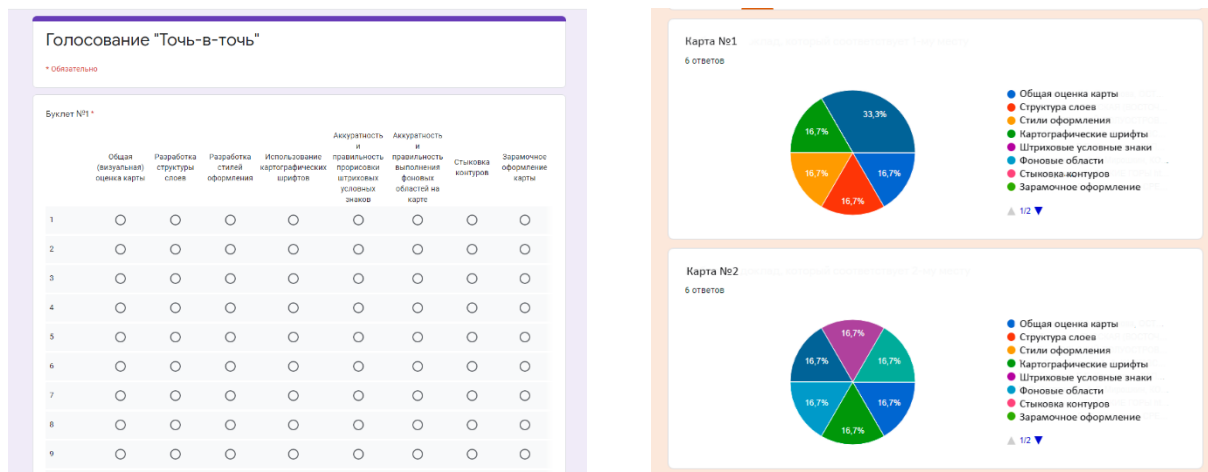 Голосование "Точь-в-точь"
* Обязательно
Буклет №1 *
Общая (визуальная) оценка карты
Разработка структуры слоев
Разработка стилей оформления
Использование картографических шрифтов
Аккуратность и правильность прорисовки штриховых условных знаков
Аккуратность и правильность выполнения фоновых областей на карте
Стыковка контуров
Зарамочное оформление карты
1
2
3
4
5
6
7
8
9
Карта №1
6 ответов
33,3%
16,7%
16,7%
16,7%
16,7%
Общая оценка карты
Структура слоев
Стили оформления
Картографические шрифты
Штриховые условные знаки
Фоновые области
Стыковка контуров
Зарамочное оформление
1/2
Карта №2
6 ответов
16,7%
16,7%
16,7%
16,7%
16,7%
16,7%
Общая оценка карты
Структура слоев
Стили оформления
Картографические шрифты
Штриховые условные знаки
Фоновые области
Стыковка контуров
Зарамочное оформление
1/2